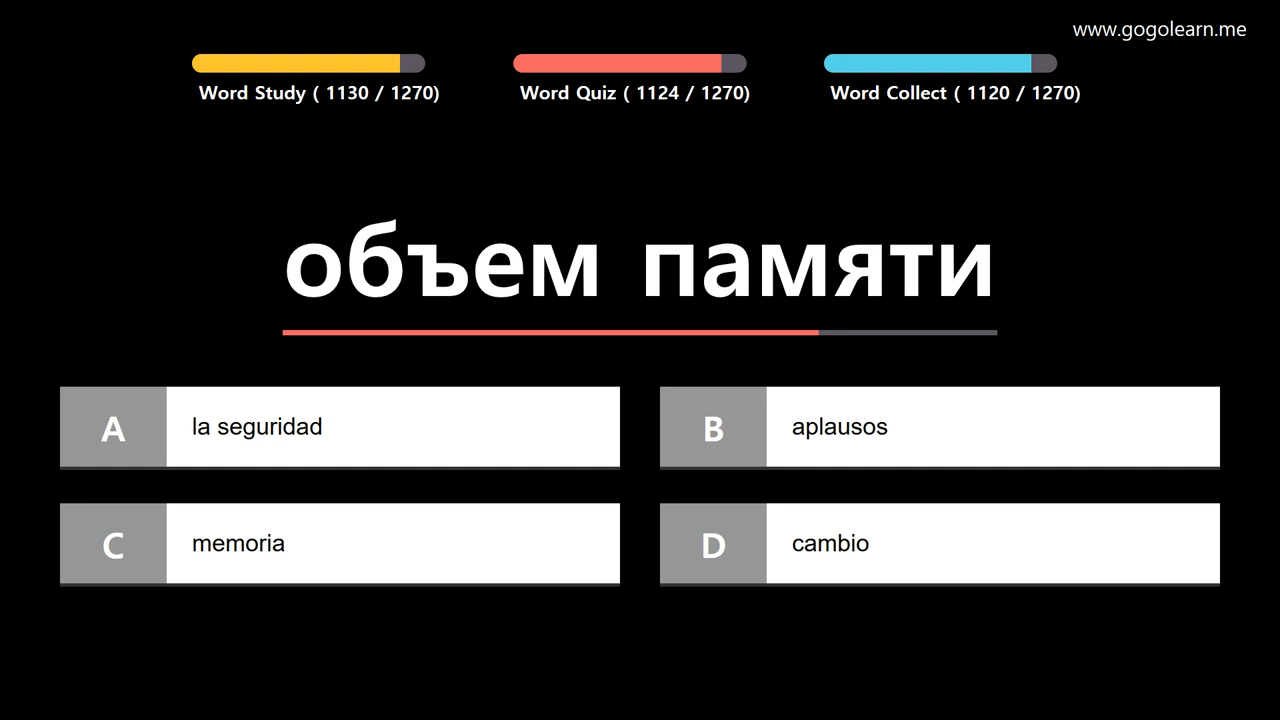 www.gogolearn.me
Word Study ( 1130 / 1270)
Word Quiz ( 1124 / 1270)
Word Collect ( 1120 / 1270)
объем памяти
A la seguridad
B aplausos
C memoria
D cambio